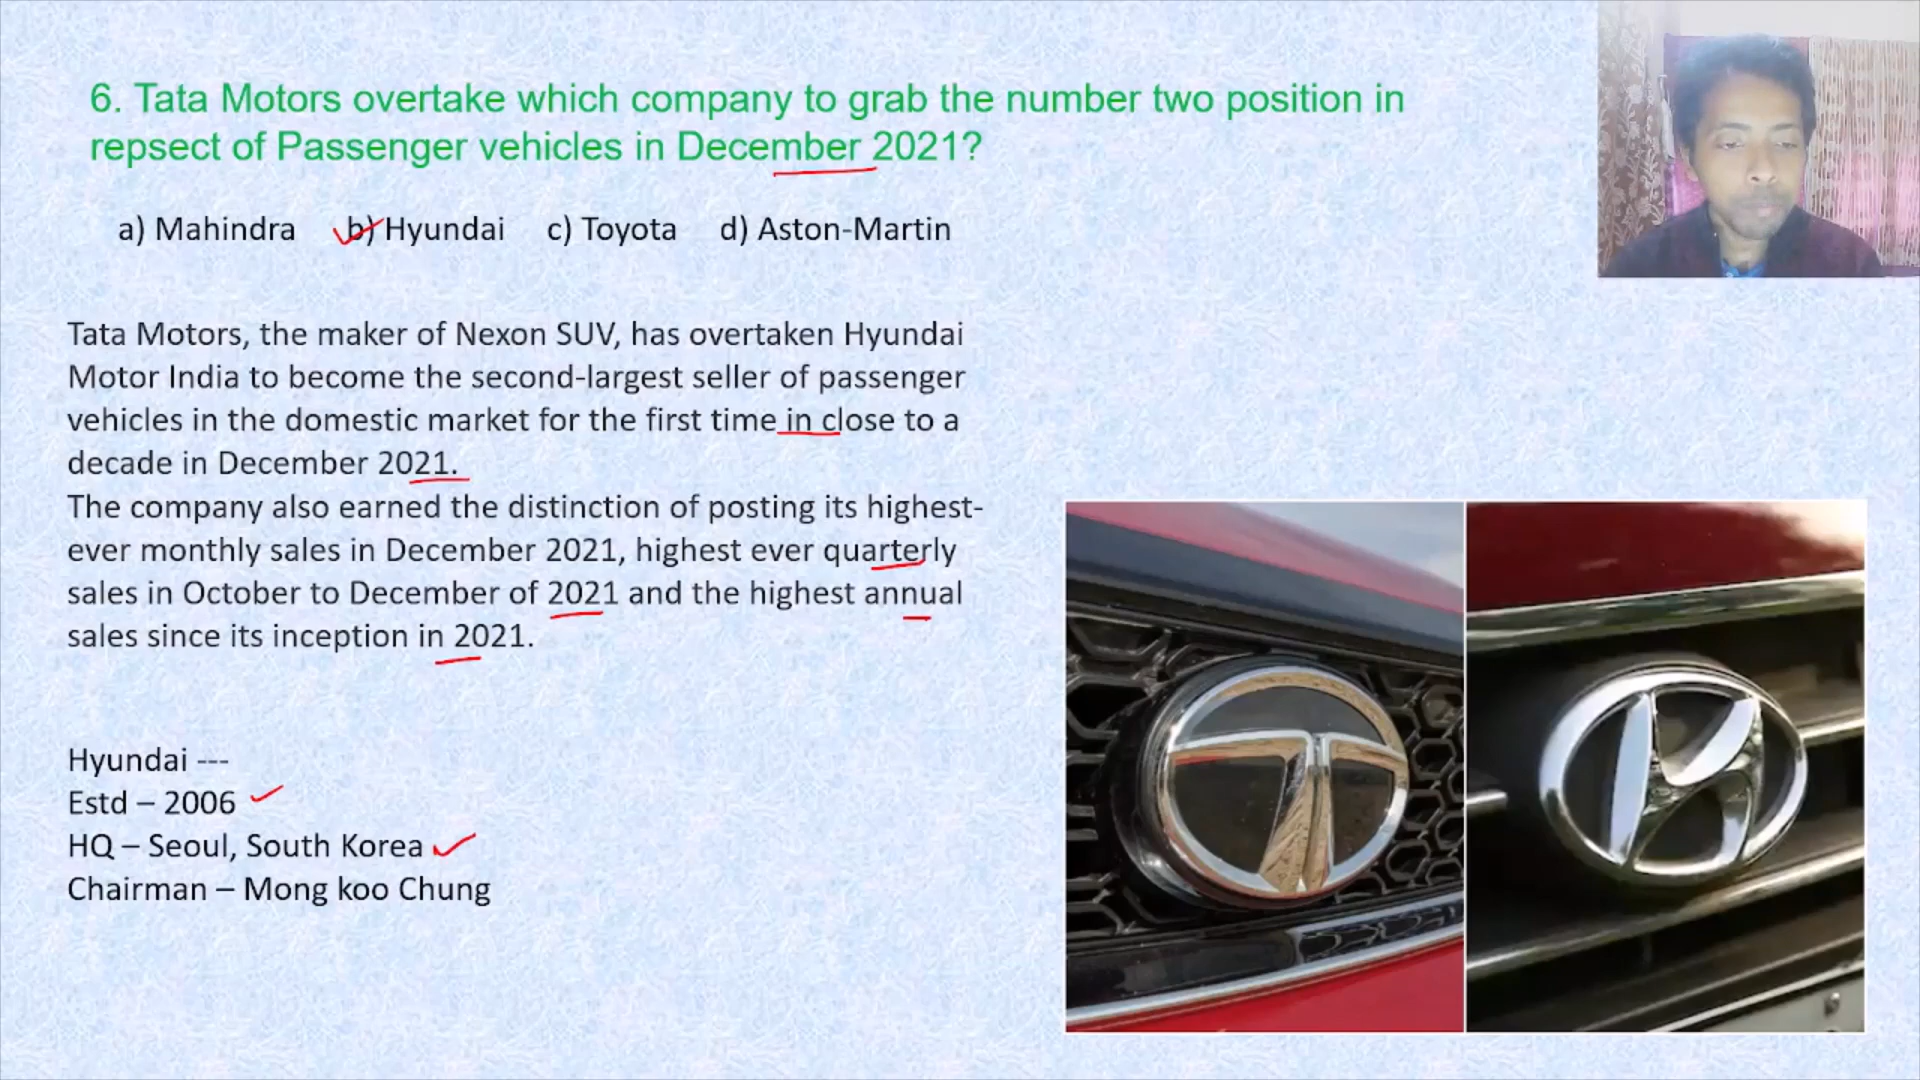 6. Tata Motors overtake which company to grab the number two position in
repsect of Passenger vehicles in December 2021?
a) Mahindra b) Hyundai c) Toyota d) Aston-Martin
Tata Motors, the maker of Nexon SUV, has overtaken Hyundai
Motor India to become the second-largest seller of passenger
vehicles in the domestic market for the first time in close to a
decade in December 2021.
The company also earned the distinction of posting its highest-
ever monthly sales in December 2021, highest ever quarterly
sales in October to December of 2021 and the highest annual
sales since its inception in 2021.
Hyundai ---
Estd – 2006
HQ – Seoul, South Korea
Chairman – Mong koo Chung